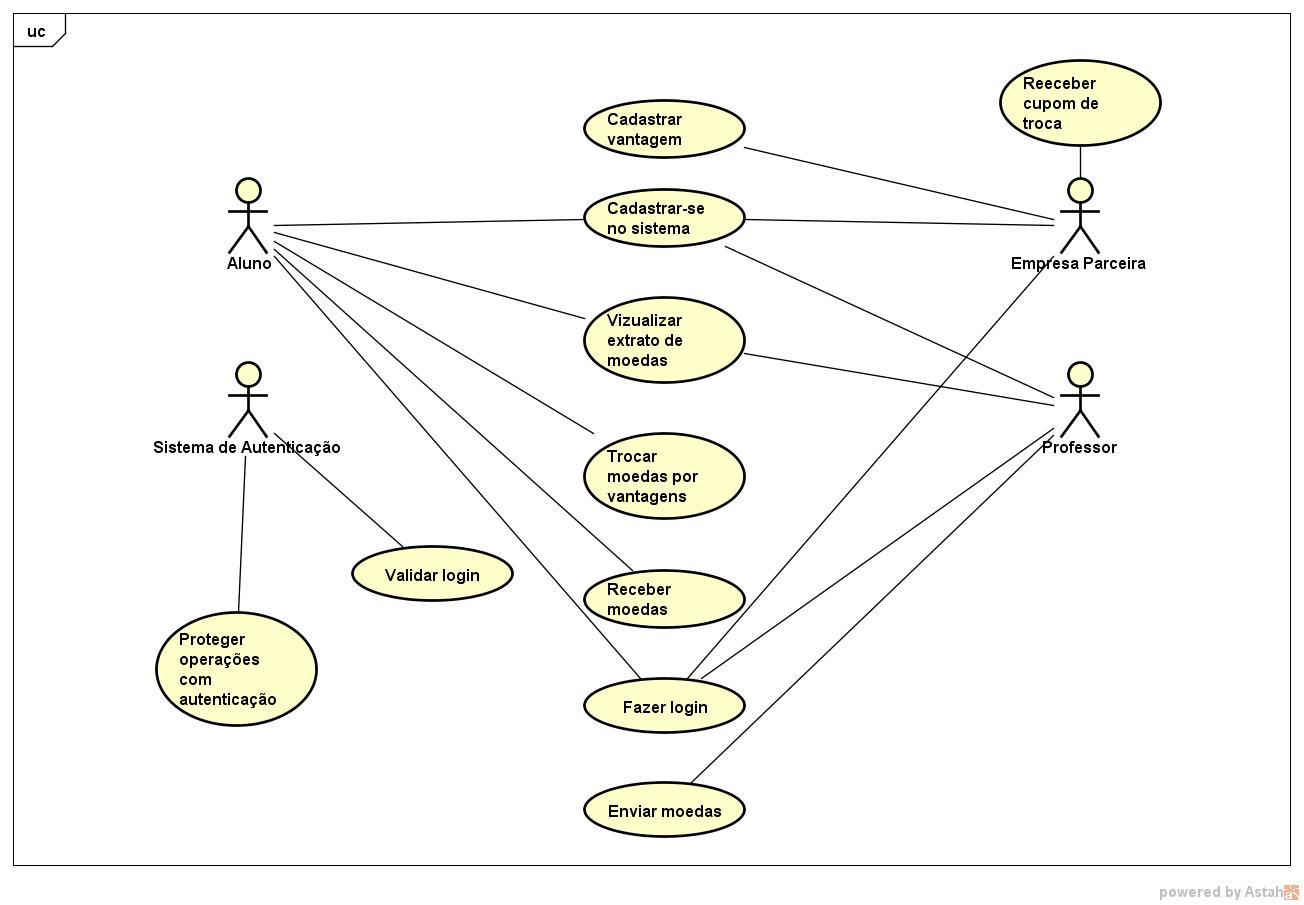 uc
Reeceber
cupom de
troca
Cadastrar
vantagem
Cadastrar-se
no sistema
Aluno
Empresa Parceira
Vizualizar
extrato de
moedas
Sistema de Autenticação
Professor
Trocar
moedas por
vantagens
Validar login
Receber
moedas
Proteger
operações
com
autenticação
Fazer login
Enviar moedas
powered by Astah